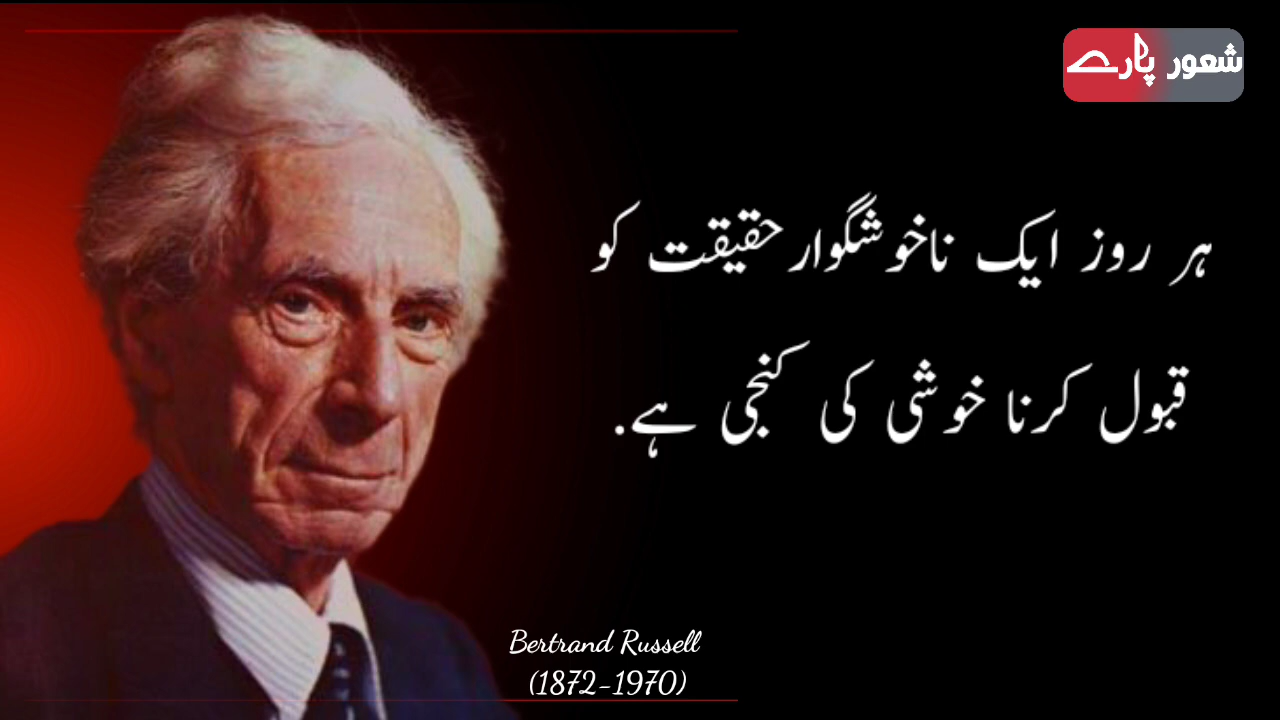 شعور پارے
ہر روز ایک ناخوشگوار حقیقت کو
قبول کرنا خوشی کی کنجی ہے.
Bertrand Russell
(1872-1970)